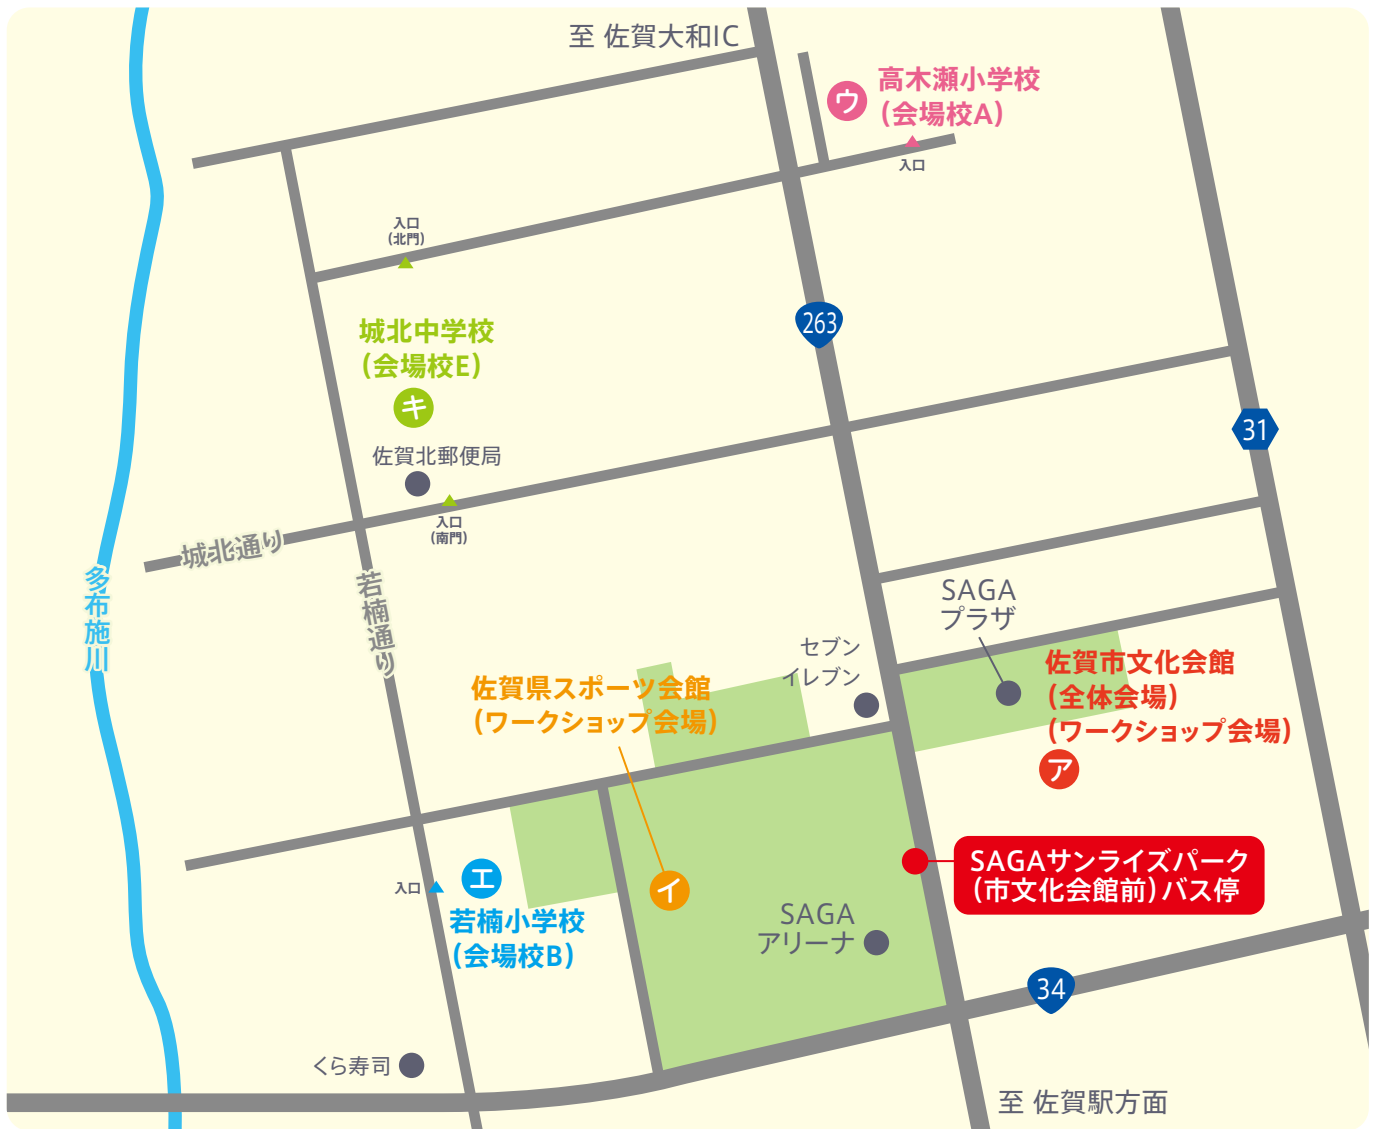 至 佐賀大和IC
ウ
高木瀬小学校
（会場校A）
入口
入口
(北門)
263
城北中学校
（会場校E）
キ
佐賀北郵便局
入口
(南門)
31
城北通り
若楠通り
多布施川
SAGA
プラザ
セブン
イレブン
佐賀市文化会館
（全体会場）
（ワークショップ会場）
ア
佐賀県スポーツ会館
（ワークショップ会場）
イ
SAGAサンライズパーク
（市文化会館前）バス停
エ
入口
若楠小学校
（会場校B）
SAGA
アリーナ
34
くら寿司
至 佐賀駅方面